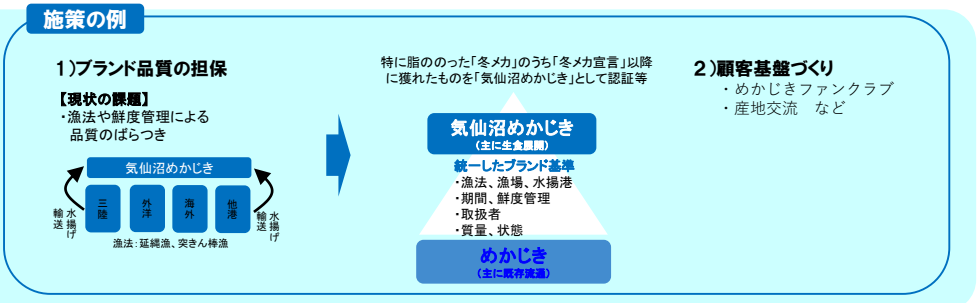 施策の例
1)ブランド品質の担保
【現状の課題】
・漁法や鮮度管理による
品質のばらつき
気仙沼めかじき
三陸
外洋
海外
他港
水揚げ
輸送
水揚げ
輸送
漁法:延縄漁、突きん棒漁
特に脂ののった「冬メカ」のうち「冬メカ宣言」以降
に獲れたものを「気仙沼めかじき」として認証等
気仙沼めかじき
(主に生食展開)
統一したブランド基準
・漁法、漁場、水揚港
・期間、鮮度管理
・取扱者
・質量、状態
めかじき
(主に既存流通)
2)顧客基盤づくり
・めかじきファンクラブ
・産地交流 など